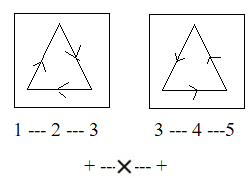 1 --- 2 --- 3 3 --- 4 ---5
+ ---×--- +